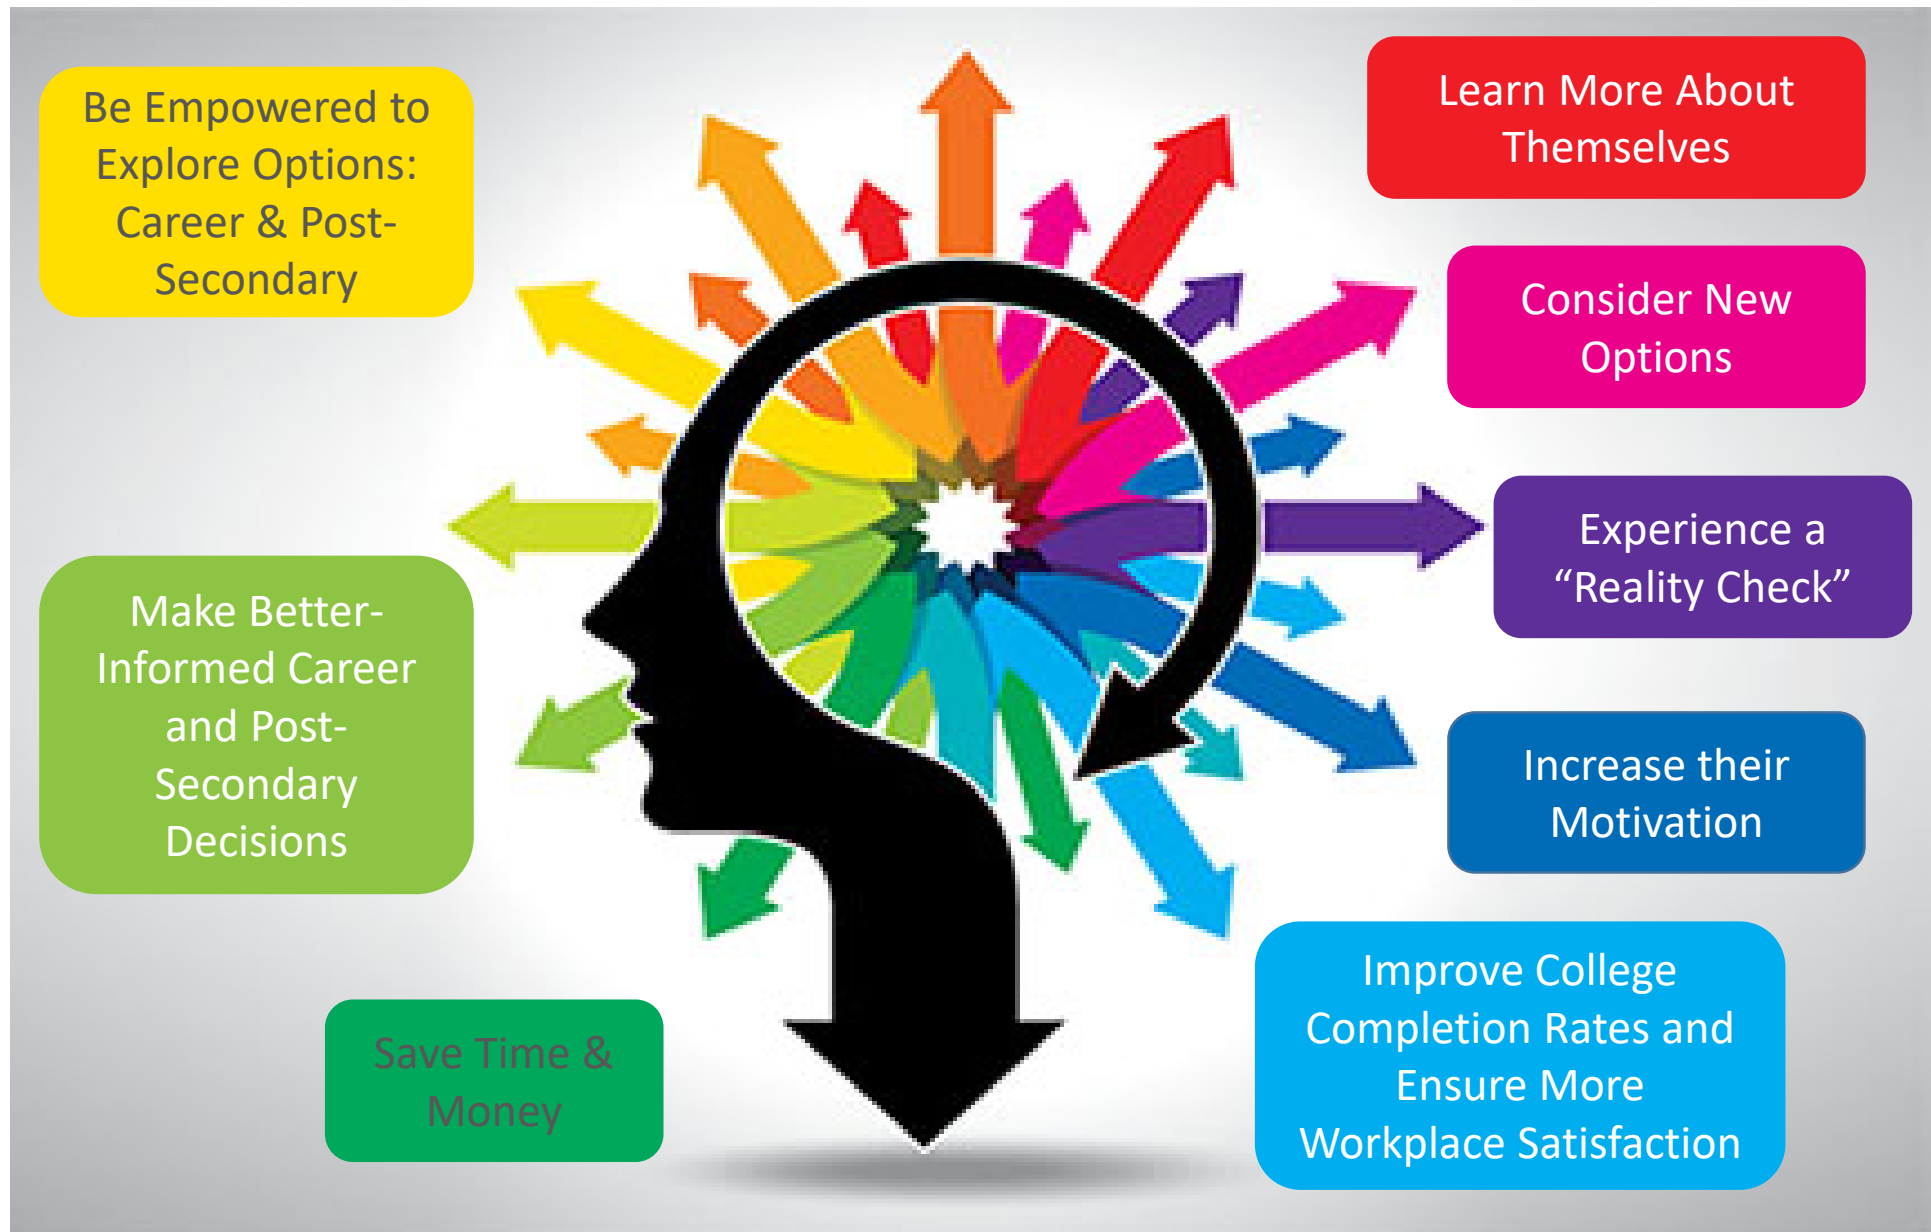 Be Empowered to
Explore Options:
Career & Post-
Secondary
Make Better-
Informed Career
and Post-
Secondary
Decisions
Save Time &
Money
Learn More About
Themselves
Consider New
Options
Experience a
“Reality Check”
Increase their
Motivation
Improve College
Completion Rates and
Ensure More
Workplace Satisfaction